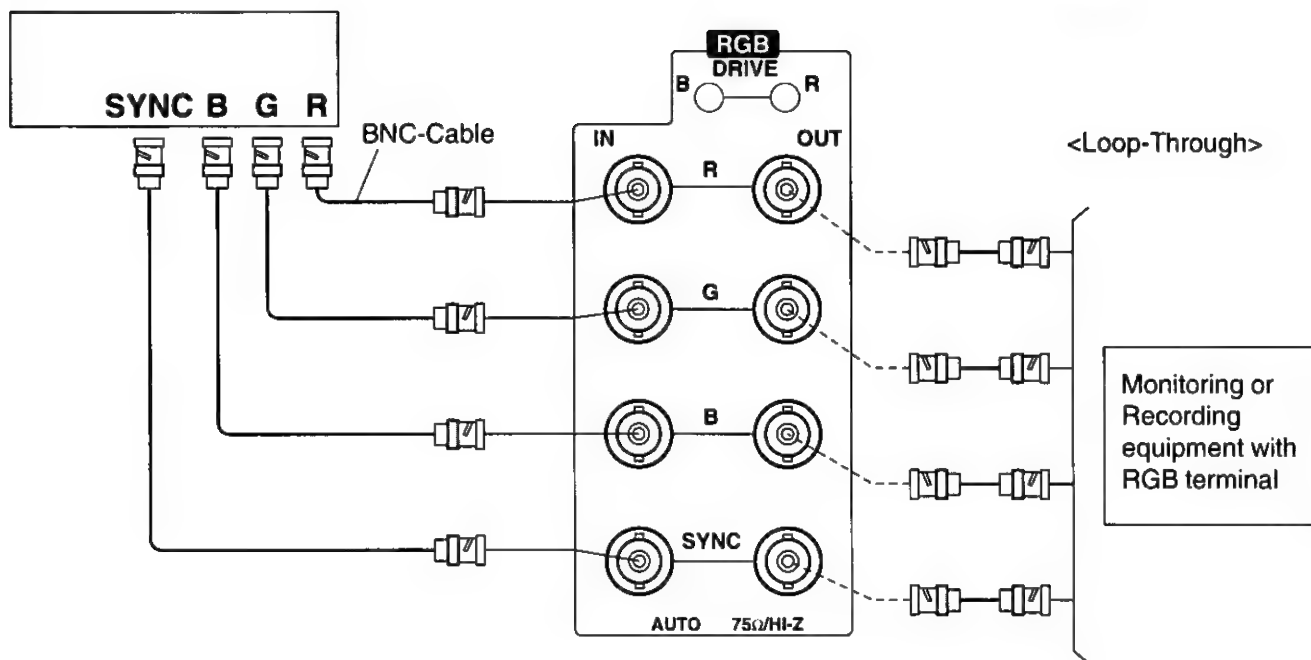 SYNC B G R
BNC-Cable
RGB
DRIVE
B R
IN OUT
R
G
B
SYNC
AUTO 75Ω/HI-Z
<Loop-Through>
Monitoring or
Recording
equipment with
RGB terminal